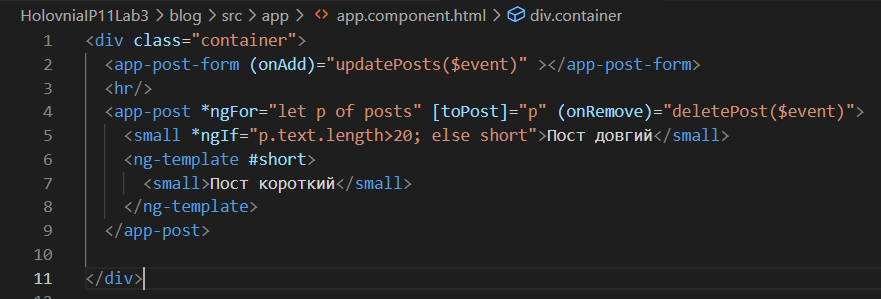 HolovniaIP11Lab3 > blog > src > app > <> app.component.html > div.container
1 <div class="container">
2 <app-post-form (onAdd)="updatePosts($event)" ></app-post-form>
3 <hr/>
4 <app-post *ngFor="let p of posts" [toPost]="p" (onRemove)="deletePost($event)">
5 <small *ngIf="p.text.length>20; else short">Пост довгий</small>
6 <ng-template #short>
7 <small>Пост короткий</small>
8 </ng-template>
9 </app-post>
10
11 </div>